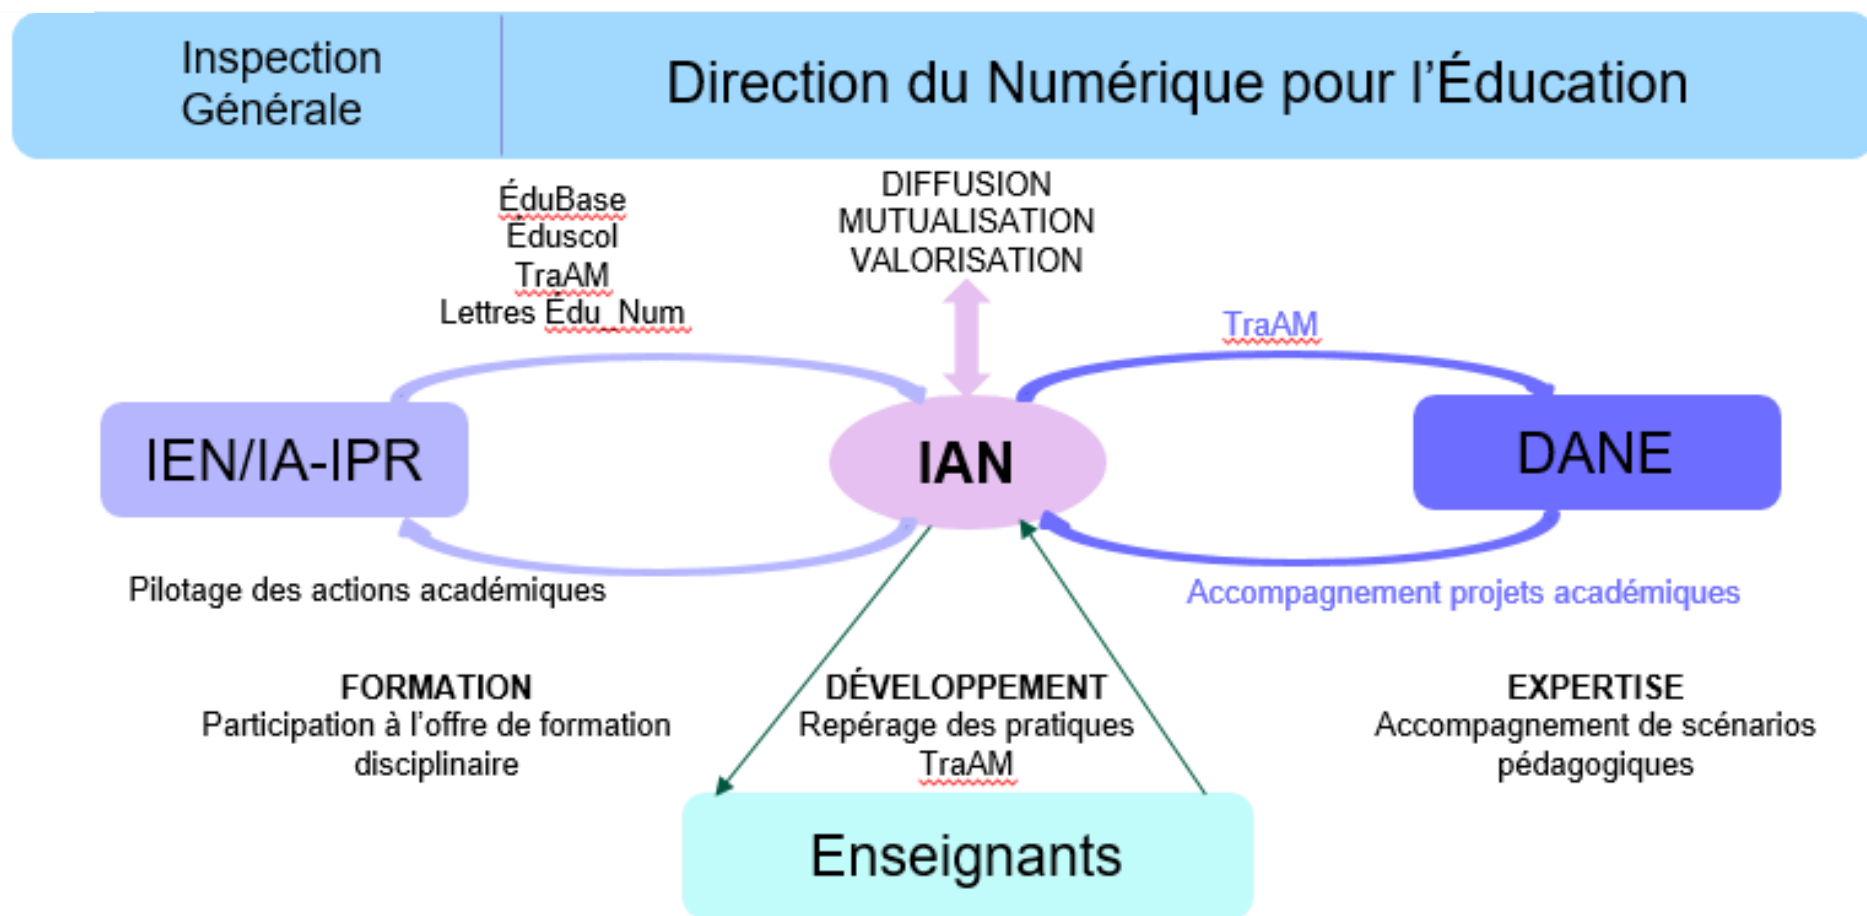 Inspection
Générale
Direction du Numérique pour l’Éducation
ÉduBase
Éduscol
TraAM
Lettres Édu_Num
DIFFUSION
MUTUALISATION
VALORISATION
TraAM
IEN/IA-IPR
IAN
DANE
Pilotage des actions académiques
Accompagnement projets académiques
FORMATION
Participation à l’offre de formation
disciplinaire
DÉVELOPPEMENT
Repérage des pratiques
TraAM
EXPERTISE
Accompagnement de scénarios
pédagogiques
Enseignants